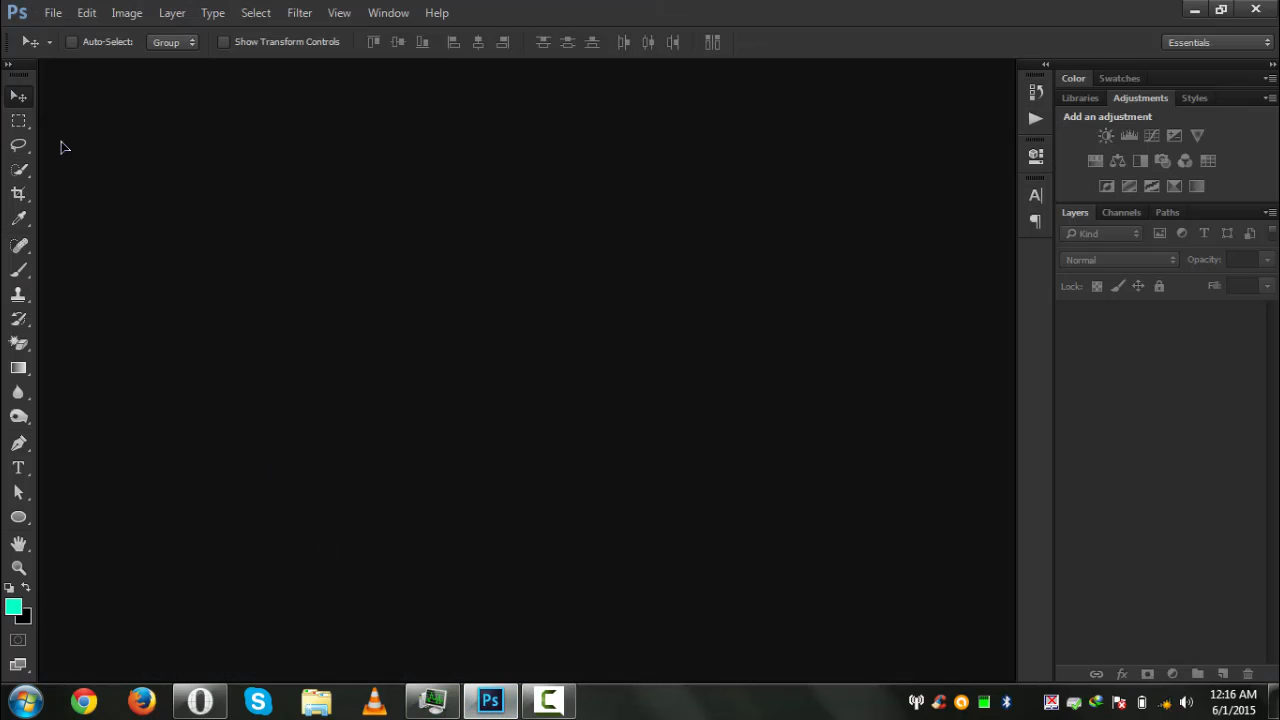 Ps File Edit Image Layer Type Select Filter View Window Help
Auto-Select: Group Show Transform Controls Essentials
Color Swatches
Libraries Adjustments Styles
Add an adjustment
Layers Channels Paths
Kind
Normal Opacity:
Lock: Fill:
Ps
12:16 AM
6/1/2015